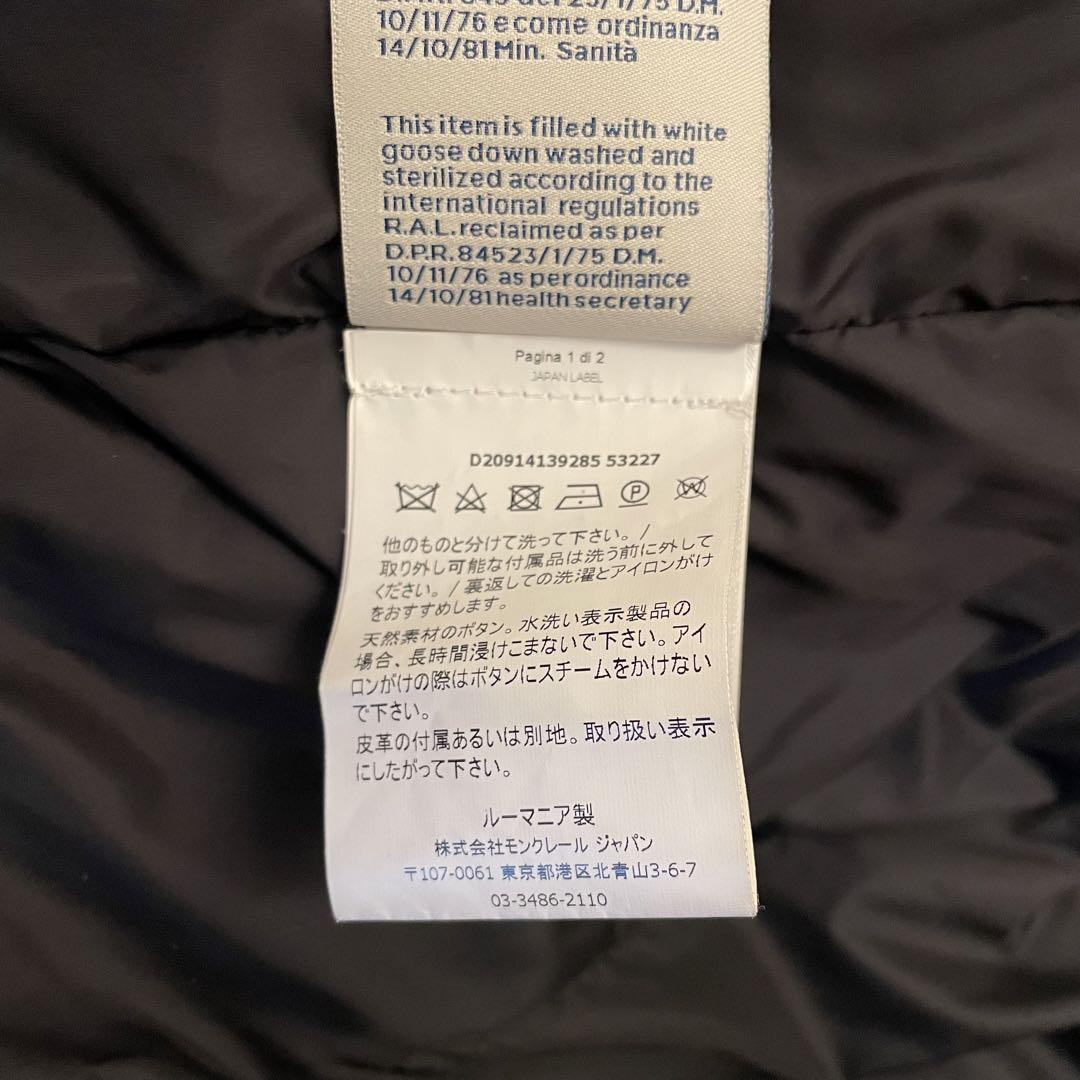 D.P.R. 845 del 23/1/75 D.M.
10/11/76 e come ordinanza
14/10/81 Min. Sanità
This item is filled with white
goose down washed and
sterilized according to the
international regulations
R.A.L. reclaimed as per
D.P.R. 84523/1/75 D.M.
10/11/76 as per ordinance
14/10/81 health secretary
Pagina 1 di 2
JAPAN LABEL
D20914139285 53227
P W
他のものと分けて洗って下さい。/
取り外し可能な付属品は洗う前に外して
ください。/ 裏返しての洗濯とアイロンがけ
をおすすめします。
天然素材のボタン。水洗い表示製品の
場合、長時間浸けこまないで下さい。アイ
ロンがけの際はボタンにスチームをかけない
で下さい。
皮革の付属あるいは別地。取り扱い表示
にしたがって下さい。
ルーマニア製
株式会社モンクレール ジャパン
〒107-0061 東京都港区北青山3-6-7
03-3486-2110